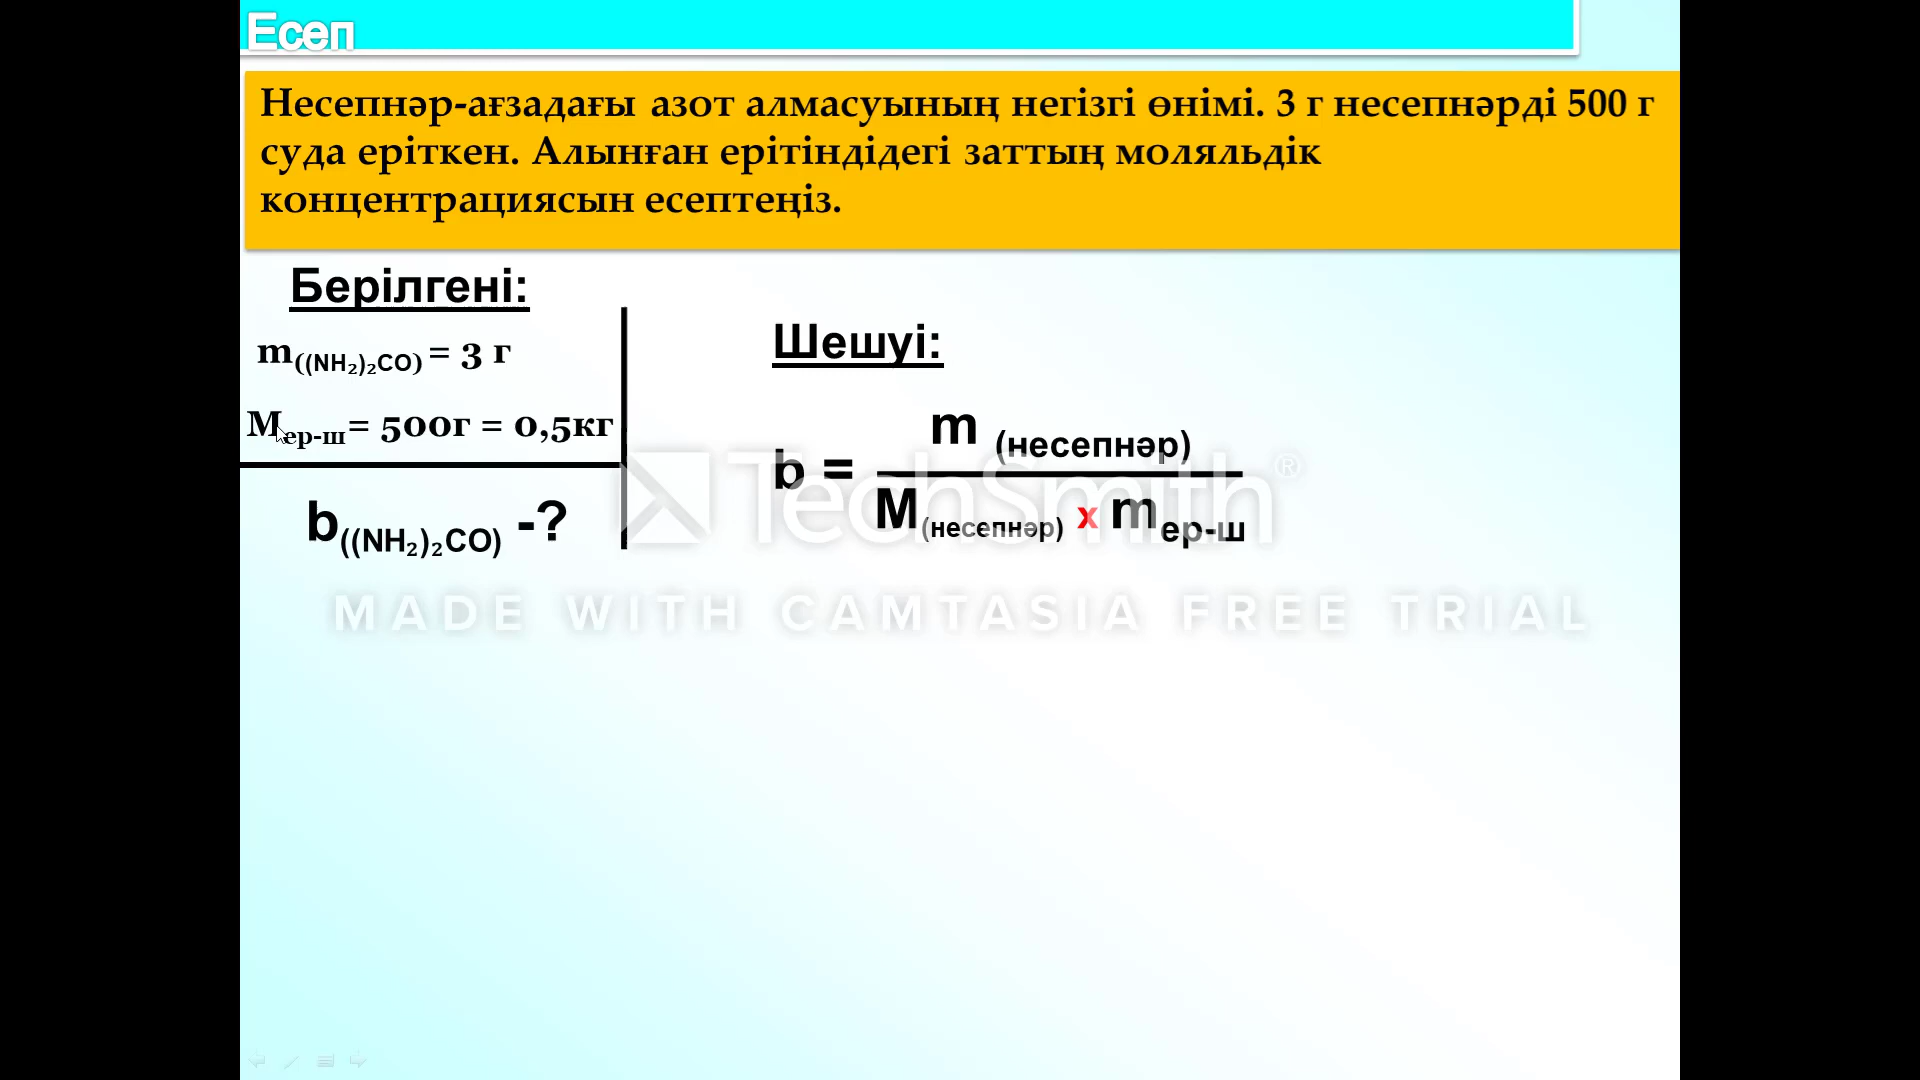 Есеп
Несепнәр-ағзадағы азот алмасуының негізгі өнімі. 3 г несепнәрді 500 г
суда еріткен. Алынған ерітіндідегі заттың моляльдік
концентрациясын есептеңіз.
Берілгені:
m((NH₂)₂CO) = 3 г
Mер-ш = 500г = 0,5кг
b((NH₂)₂CO) -?
Шешуі:
m (несепнәр)
b =
M(несепнәр) x mер-ш
TechSmith®
MADE WITH CAMTASIA FREE TRIAL